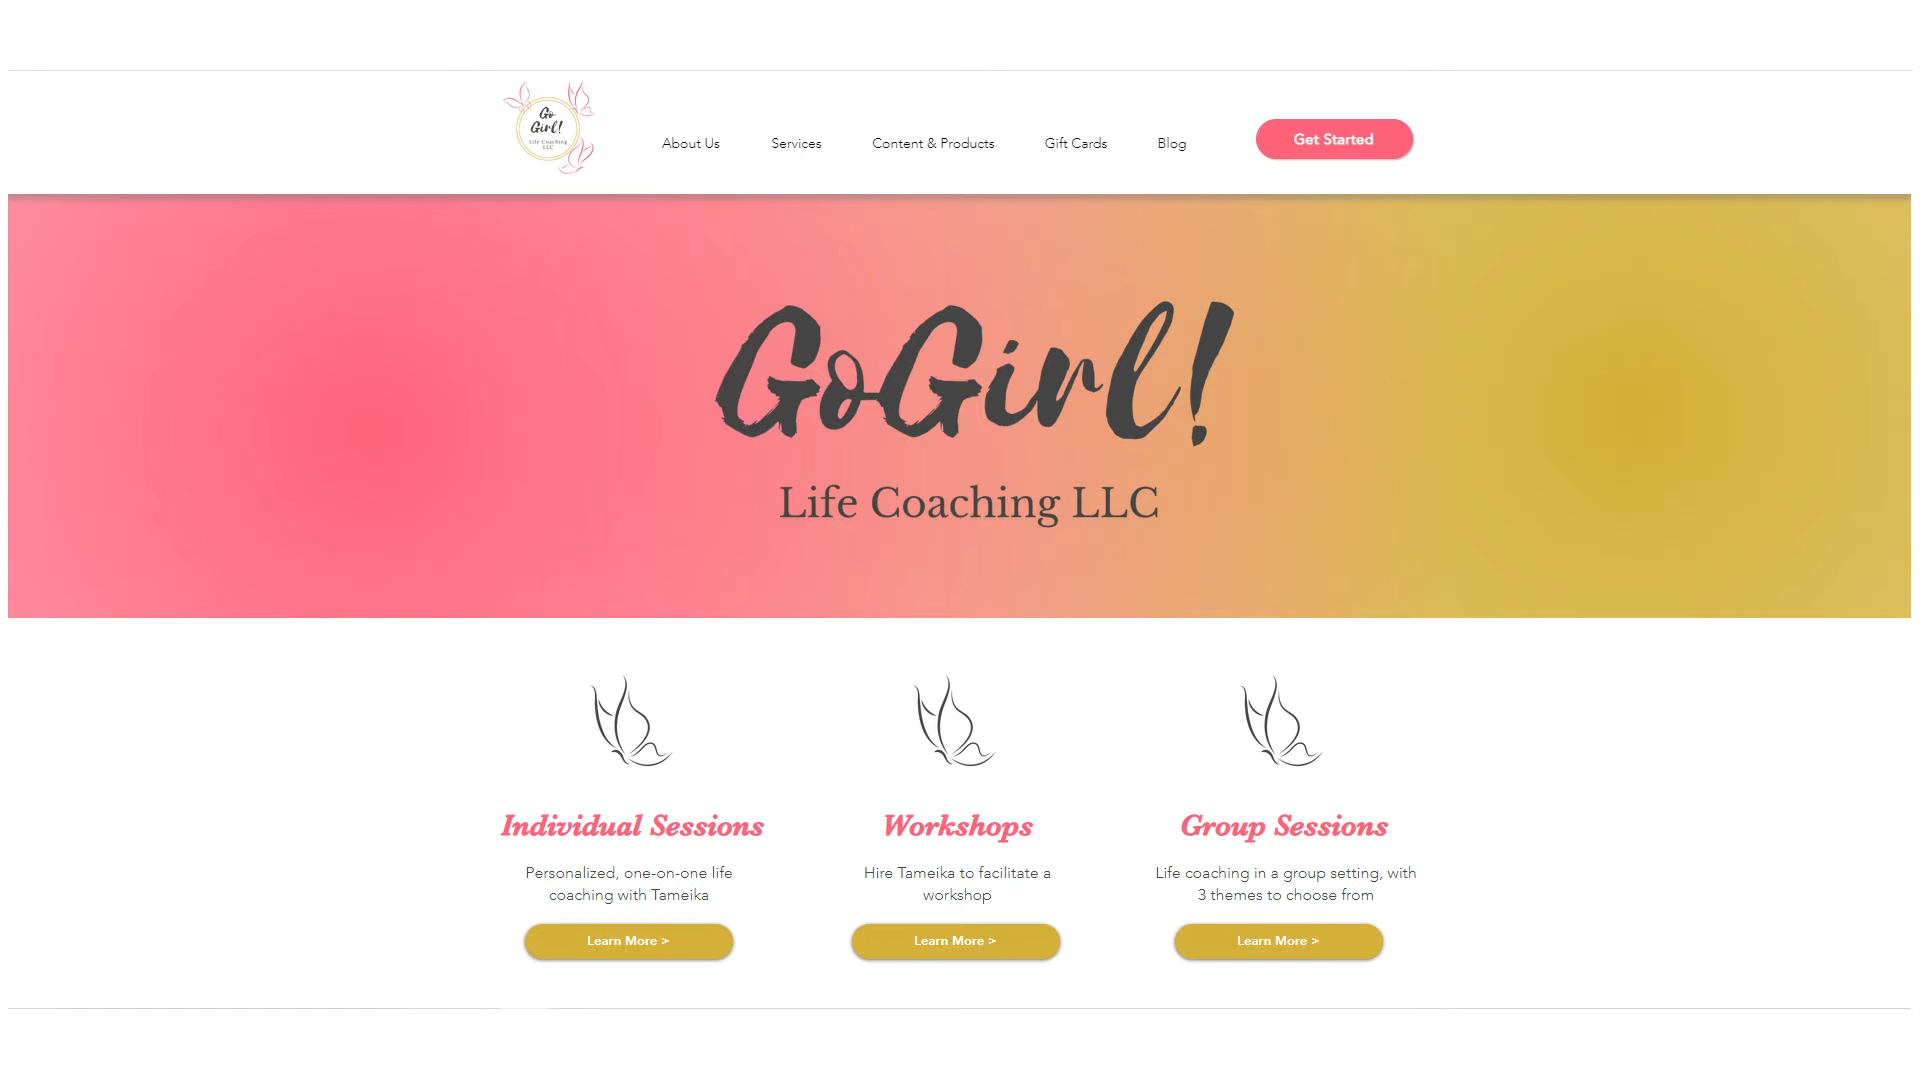 Go
Girl!
Life Coaching
LLC
About Us
Services
Content & Products
Gift Cards
Blog
Get Started
GoGirl!
Life Coaching LLC
Individual Sessions
Personalized, one-on-one life
coaching with Tameika
Learn More >
Workshops
Hire Tameika to facilitate a
workshop
Learn More >
Group Sessions
Life coaching in a group setting, with
3 themes to choose from
Learn More >